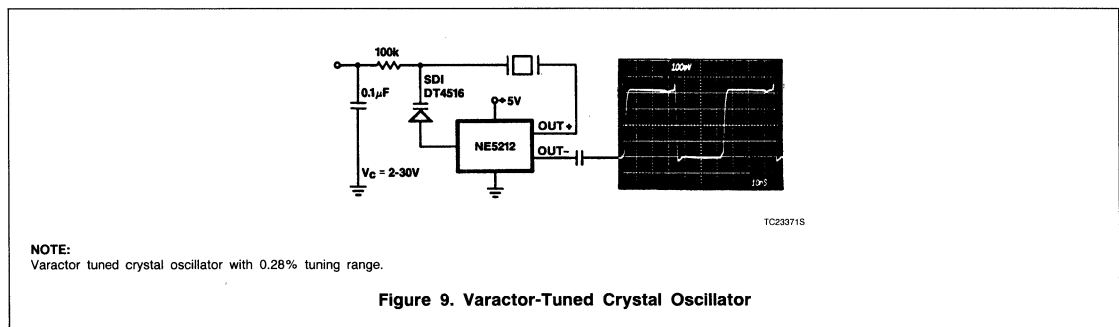 100k
SDI
DT4516
0.1μF
5V
OUT+
NE5212
OUT−
VC = 2-30V
100mV
10nS
TC23371S
NOTE:
Varactor tuned crystal oscillator with 0.28% tuning range.
Figure 9. Varactor-Tuned Crystal Oscillator